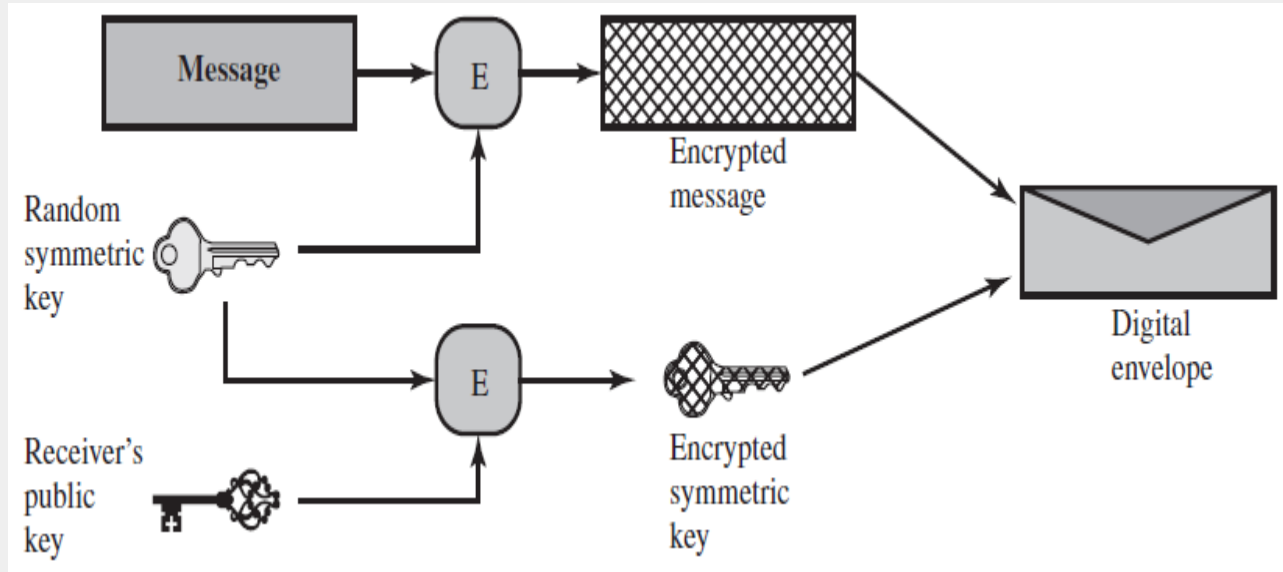 Message
E
Encrypted
message
Random
symmetric
key
Digital
envelope
E
Receiver's
public
key
Encrypted
symmetric
key